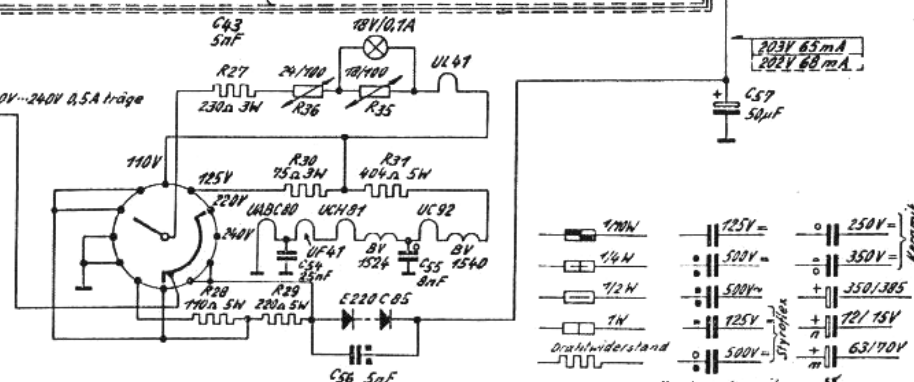 C43
5nF
18V/0,1A
203V 65mA
202V 68mA
R27
24/100
18/100
UL41
0V---240V 0,5A träge
230Ω 3W
R36
R35
+
C57
50µF
110V
125V
220V
240V
R30
75Ω 3W
R31
404Ω 5W
UABC80
UCH81
UC92
UF41
BV
1524
BV
1540
C54
C55
8nF
R28
110Ω 5W
R29
220Ω 5W
E220 C85
C56 5nF
1/10W
1/4W
1/2W
1W
Drahtwiderstand
125V=
500V=
500V~
125V=
500V=
Styroflex
250V=
350V=
350/385
12/15V
63/70V
+
+
n
+
m